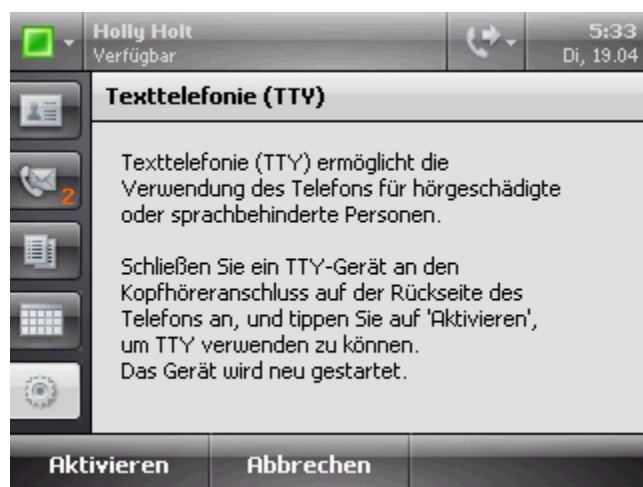 Holly Holt
Verfügbar
5:33
Di, 19.04
Texttelefonie (TTY)
Texttelefonie (TTY) ermöglicht die
Verwendung des Telefons für hörgeschädigte
oder sprachbehinderte Personen.
Schließen Sie ein TTY-Gerät an den
Kopfhöreranschluss auf der Rückseite des
Telefons an, und tippen Sie auf 'Aktivieren',
um TTY verwenden zu können.
Das Gerät wird neu gestartet.
2
Aktivieren Abbrechen